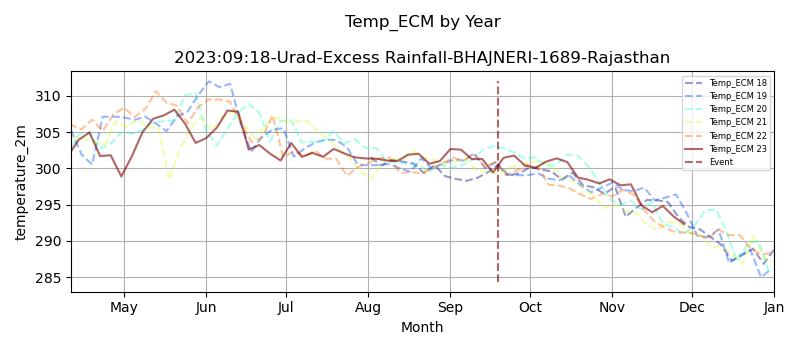 Temp_ECM by Year
2023:09:18-Urad-Excess Rainfall-BHAJNERI-1689-Rajasthan
temperature_2m
310
305
300
295
290
285
Temp_ECM 18
Temp_ECM 19
Temp_ECM 20
Temp_ECM 21
Temp_ECM 22
Temp_ECM 23
Event
May Jun Jul Aug Sep Oct Nov Dec Jan
Month